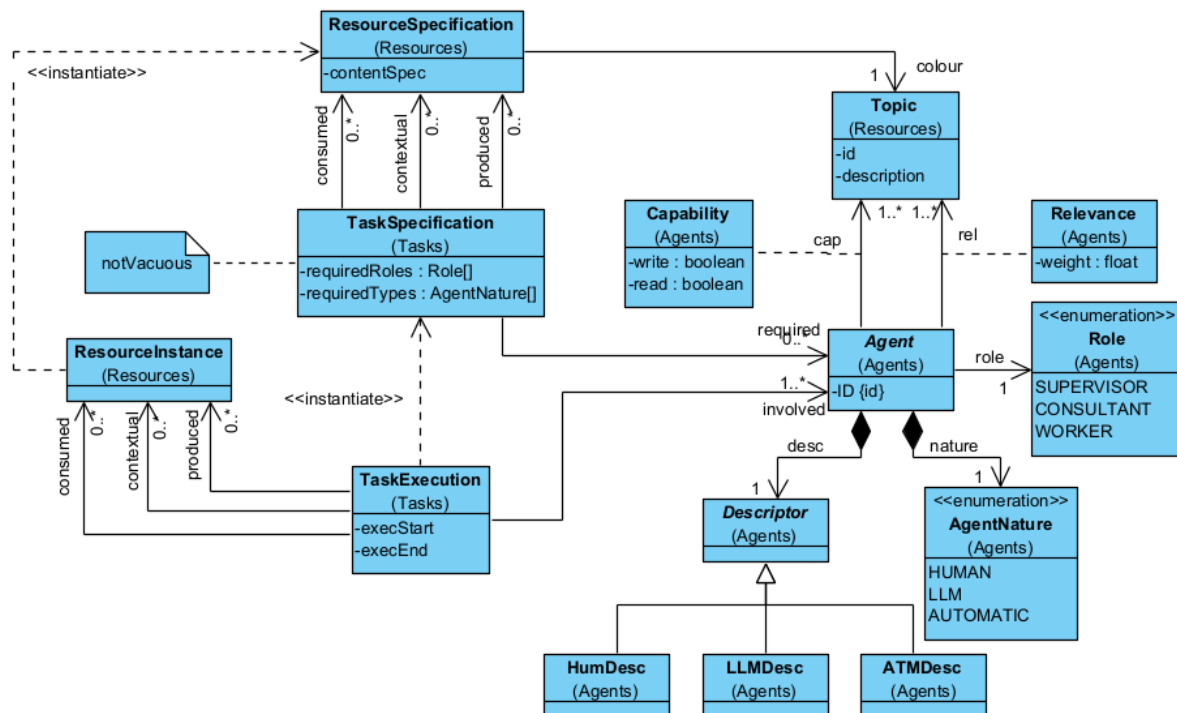 ResourceSpecification
(Resources)
-contentSpec
<<instantiate>>
colour
1
Topic
(Resources)
-id
-description
consumed
0..*
contextual
0..*
produced
0..*
TaskSpecification
(Tasks)
-requiredRoles : Role[]
-requiredTypes : AgentNature[]
notVacuous
Capability
(Agents)
-write : boolean
-read : boolean
cap
1..*
1..*
rel
Relevance
(Agents)
-weight : float
ResourceInstance
(Resources)
<<instantiate>>
required
0..*
Agent
(Agents)
-ID {id}
1..*
involved
role
1
<<enumeration>>
Role
(Agents)
SUPERVISOR
CONSULTANT
WORKER
consumed
0..*
contextual
0..*
produced
0..*
TaskExecution
(Tasks)
-execStart
-execEnd
desc
1
nature
1
Descriptor
(Agents)
<<enumeration>>
AgentNature
(Agents)
HUMAN
LLM
AUTOMATIC
HumDesc
(Agents)
LLMDesc
(Agents)
ATMDesc
(Agents)